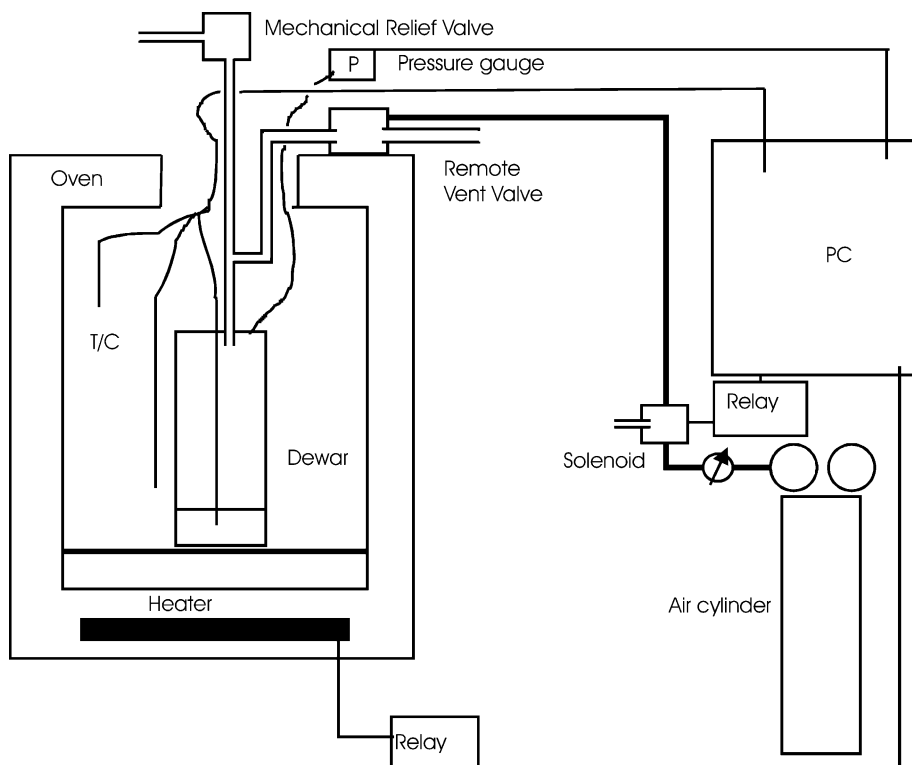 Mechanical Relief Valve
P
Pressure gauge
Oven
Remote
Vent Valve
PC
T/C
Relay
Dewar
Solenoid
Heater
Air cylinder
Relay